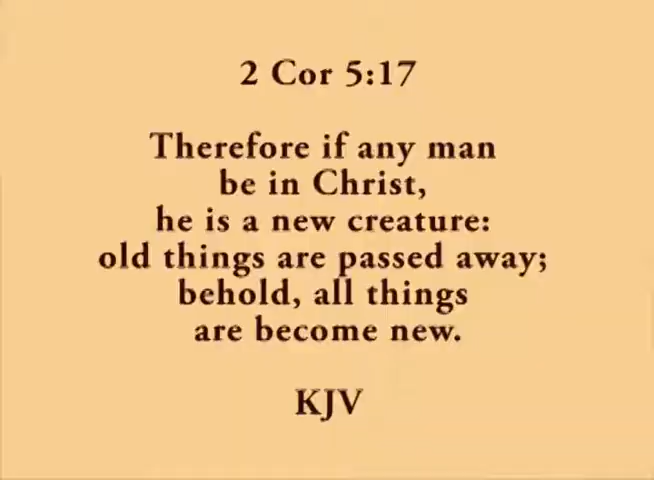 2 Cor 5:17
Therefore if any man
be in Christ,
he is a new creature:
old things are passed away;
behold, all things
are become new.
KJV